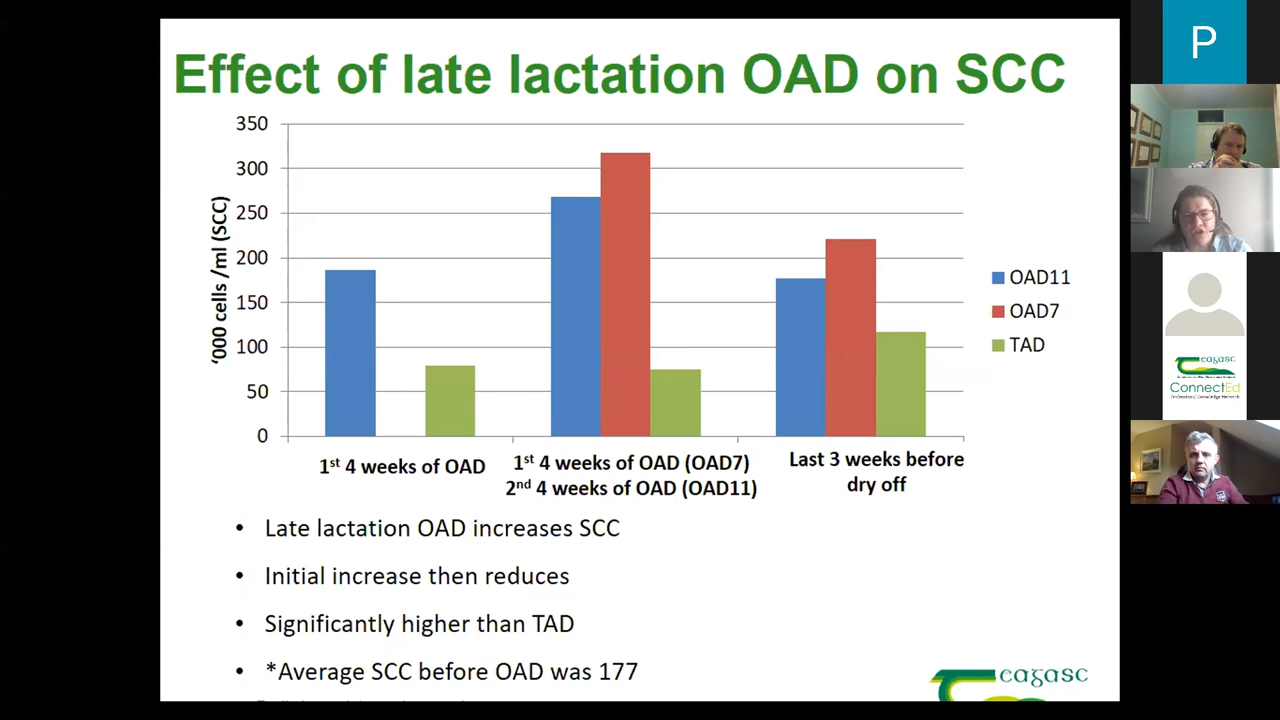 Effect of late lactation OAD on SCC
350
300
250
200
150
100
50
0
'000 cells /ml (SCC)
1st 4 weeks of OAD
1st 4 weeks of OAD (OAD7)
2nd 4 weeks of OAD (OAD11)
Last 3 weeks before
dry off
OAD11
OAD7
TAD
• Late lactation OAD increases SCC
• Initial increase then reduces
• Significantly higher than TAD
• *Average SCC before OAD was 177
eagasc
P
eagasc
ConnectEd